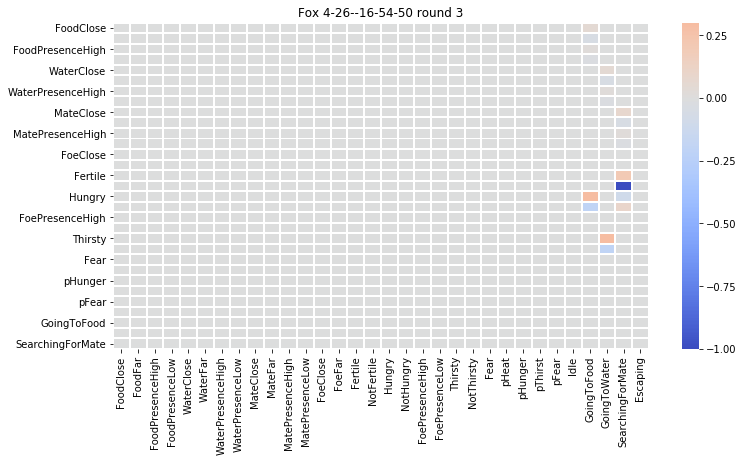 Fox 4-26--16-54-50 round 3
FoodClose
FoodPresenceHigh
WaterClose
WaterPresenceHigh
MateClose
MatePresenceHigh
FoeClose
Fertile
Hungry
FoePresenceHigh
Thirsty
Fear
pHunger
pFear
GoingToFood
SearchingForMate
FoodClose
FoodFar
FoodPresenceHigh
FoodPresenceLow
WaterClose
WaterFar
WaterPresenceHigh
WaterPresenceLow
MateClose
MateFar
MatePresenceHigh
MatePresenceLow
FoeClose
FoeFar
Fertile
NotFertile
Hungry
NotHungry
FoePresenceHigh
FoePresenceLow
Thirsty
NotThirsty
Fear
pHeat
pHunger
pThirst
pFear
Idle
GoingToFood
GoingToWater
SearchingForMate
Escaping
0.25
0.00
−0.25
−0.50
−0.75
−1.00